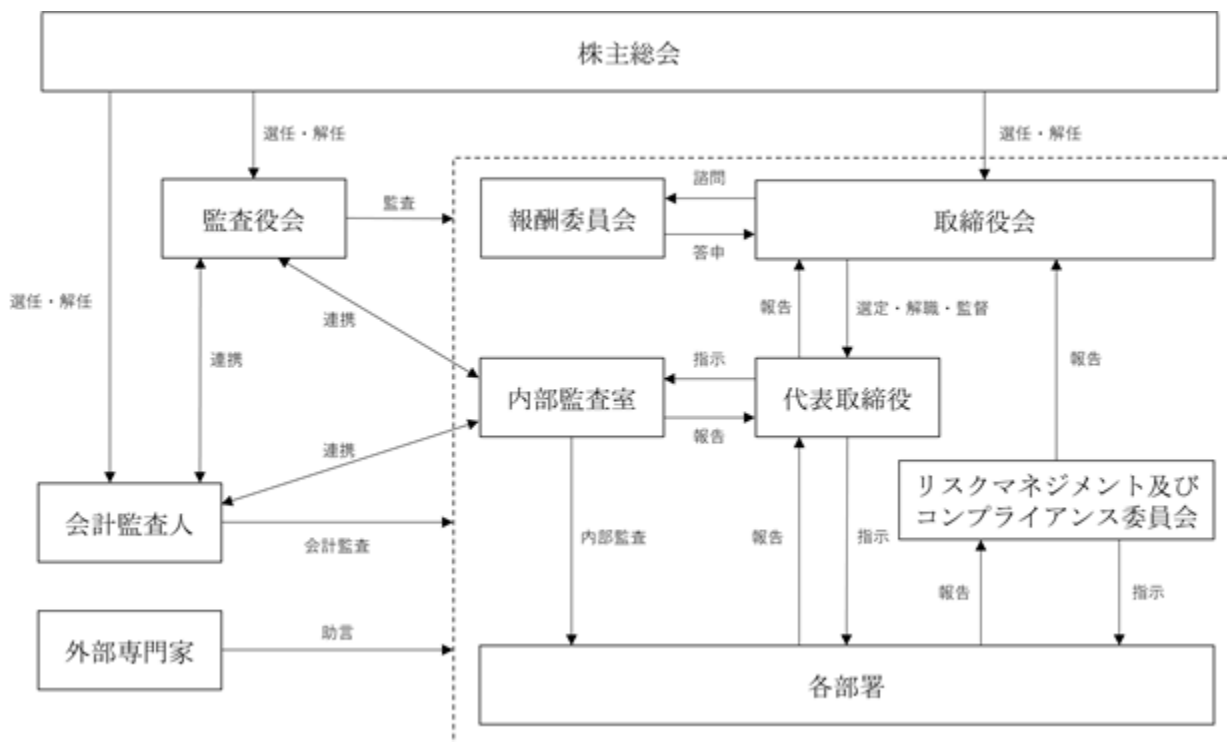 株主総会
選任・解任
選任・解任
諮問
監査役会
監査
報酬委員会
取締役会
答申
選任・解任
連携
報告
選定・解職・監督
連携
指示
報告
内部監査室
代表取締役
報告
連携
リスクマネジメント及び
コンプライアンス委員会
会計監査人
会計監査
内部監査
報告
指示
報告
指示
助言
外部専門家
各部署